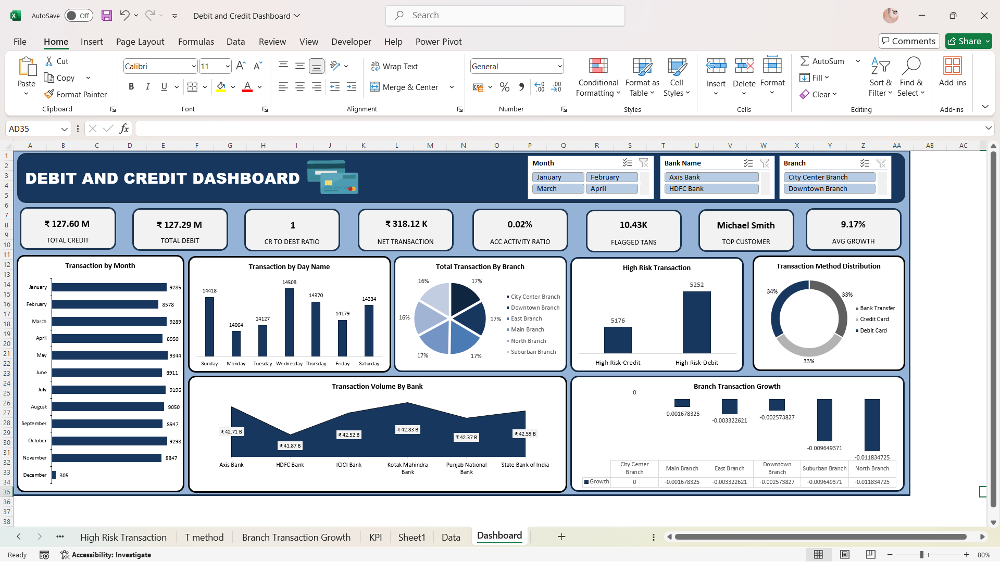 AutoSave Off Debit and Credit Dashboard Search
File Home Insert Page Layout Formulas Data Review View Developer Help Power Pivot Comments Share
Paste
Cut
Copy
Format Painter
Clipboard
Calibri 11
B I U A
Font
Wrap Text
Merge & Center
Alignment
General
% , .00
Number
Conditional Formatting
Format as Table
Cell Styles
Styles
Insert Delete Format
Cells
AutoSum
Fill
Clear
Sort & Filter
Find & Select
Editing
Add-ins
Add-ins
AD35 fx
A B C D E F G H I J K L M N O P Q R S T U V W X Y Z AA AB AC
1
2
3
4
5
6
7
8
9
10
11
12
13
14
15
16
17
18
19
20
21
22
23
24
25
26
27
28
29
30
31
32
33
34
35
36
37
38
DEBIT AND CREDIT DASHBOARD
Month
January February
March April
Bank Name
Axis Bank
HDFC Bank
Branch
City Center Branch
Downtown Branch
₹ 127.60 M
TOTAL CREDIT
₹ 127.29 M
TOTAL DEBIT
1
CR TO DEBT RATIO
₹ 318.12 K
NET TRANSACTION
0.02%
ACC ACTIVITY RATIO
10.43K
FLAGGED TANS
Michael Smith
TOP CUSTOMER
9.17%
AVG GROWTH
Transaction by Month
January 9285
February 8578
March 9289
April 8950
May 9344
June 8911
July 9196
August 9050
September 8947
October 9298
November 8847
December 305
Transaction by Day Name
14418 14064 14127 14508 14370 14179 14334
Sunday Monday Tuesday Wednesday Thursday Friday Saturday
Total Transaction By Branch
16% 17%
16% 17%
17% 17%
City Center Branch
Downtown Branch
East Branch
Main Branch
North Branch
Suburban Branch
High Risk Transaction
5176 5252
High Risk-Credit High Risk-Debit
Transaction Method Distribution
34% 33%
33%
Bank Transfer
Credit Card
Debit Card
Transaction Volume By Bank
₹ 42.71 B ₹ 41.87 B ₹ 42.52 B ₹ 42.83 B ₹ 42.37 B ₹ 42.59 B
Axis Bank HDFC Bank ICICI Bank Kotak Mahindra Bank Punjab National Bank State Bank of India
Branch Transaction Growth
0 -0.001678325 -0.003322621 -0.002573827 -0.009649371 -0.011834725
City Center Branch Main Branch East Branch Downtown Branch Suburban Branch North Branch
Growth 0 -0.001678325 -0.003322621 -0.002573827 -0.009649371 -0.011834725
High Risk Transaction T method Branch Transaction Growth KPI Sheet1 Data Dashboard
Ready Accessibility: Investigate 80%